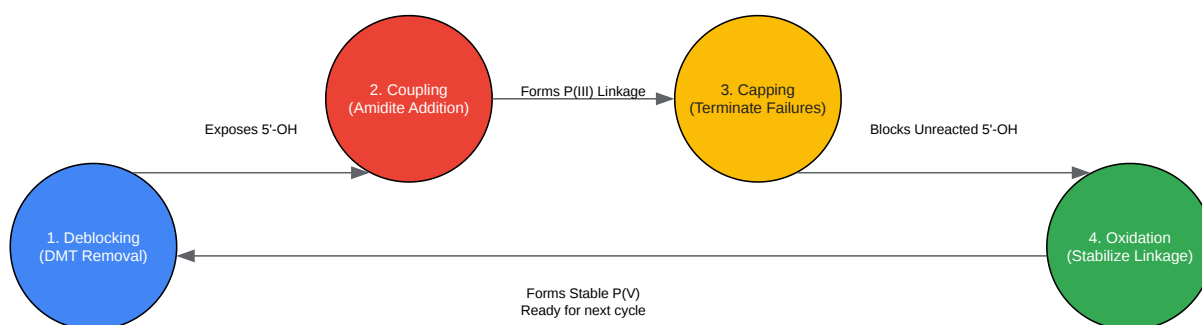 1. Deblocking
(DMT Removal)
Exposes 5'-OH
2. Coupling
(Amidite Addition)
Forms P(III) Linkage
3. Capping
(Terminate Failures)
Blocks Unreacted 5'-OH
4. Oxidation
(Stabilize Linkage)
Forms Stable P(V)
Ready for next cycle